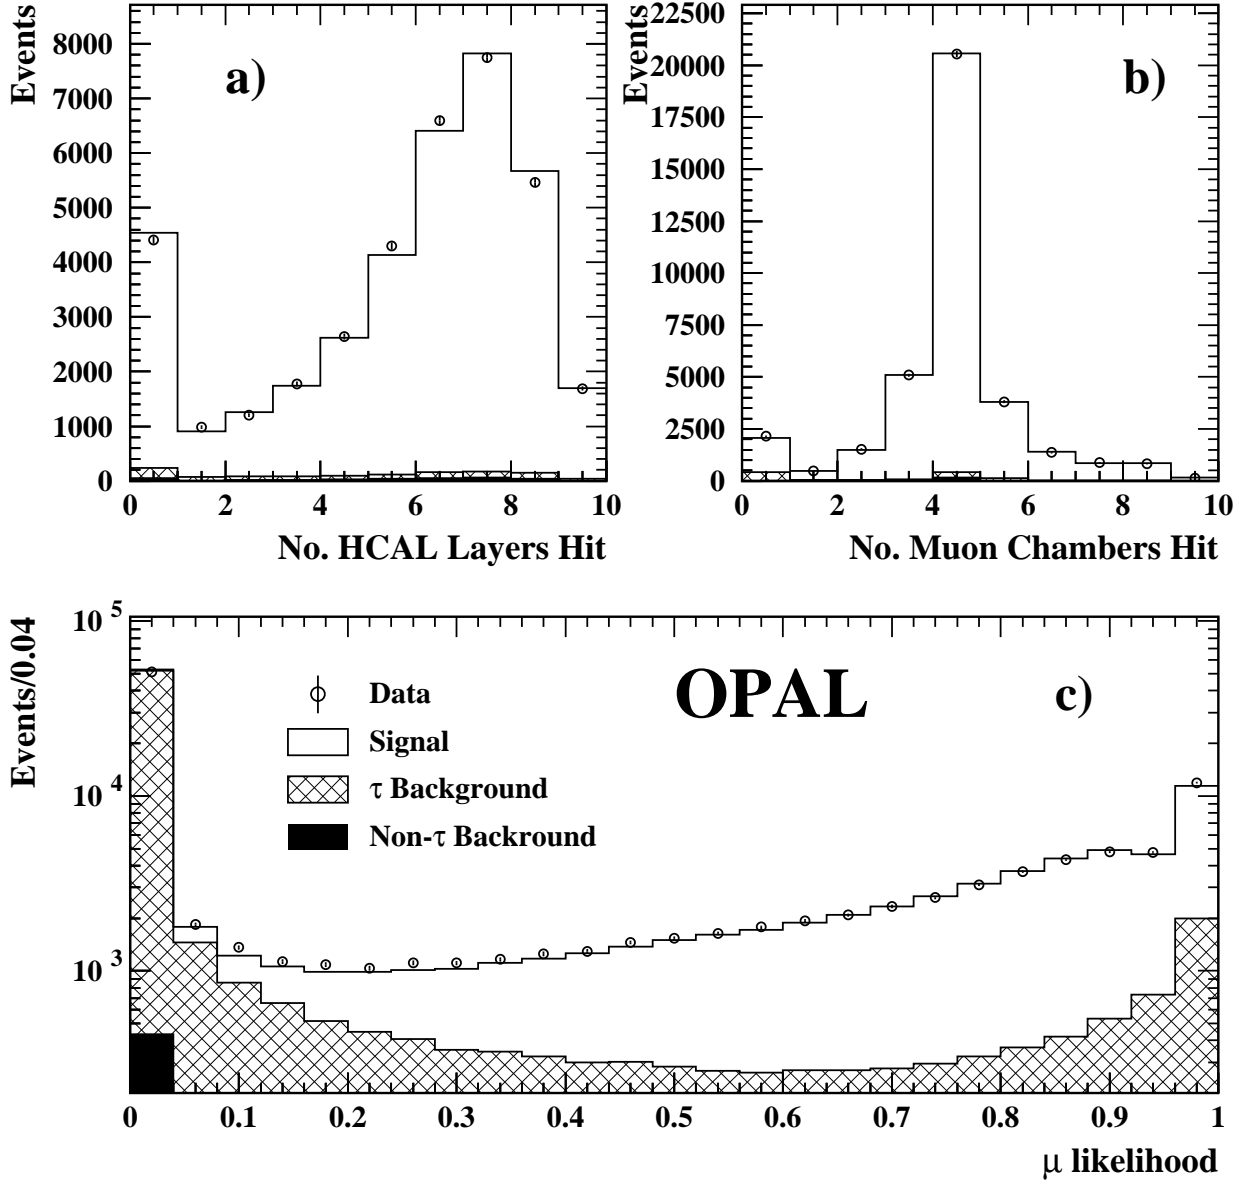 Events
a)
8000
7000
6000
5000
4000
3000
2000
1000
0
0 2 4 6 8 10
No. HCAL Layers Hit
Events
b)
22500
20000
17500
15000
12500
10000
7500
5000
2500
0
0 2 4 6 8 10
No. Muon Chambers Hit
Events/0.04
10 5
10 4
10 3
OPAL
c)
Data
Signal
τ Background
Non-τ Backround
0 0.1 0.2 0.3 0.4 0.5 0.6 0.7 0.8 0.9 1
μ likelihood